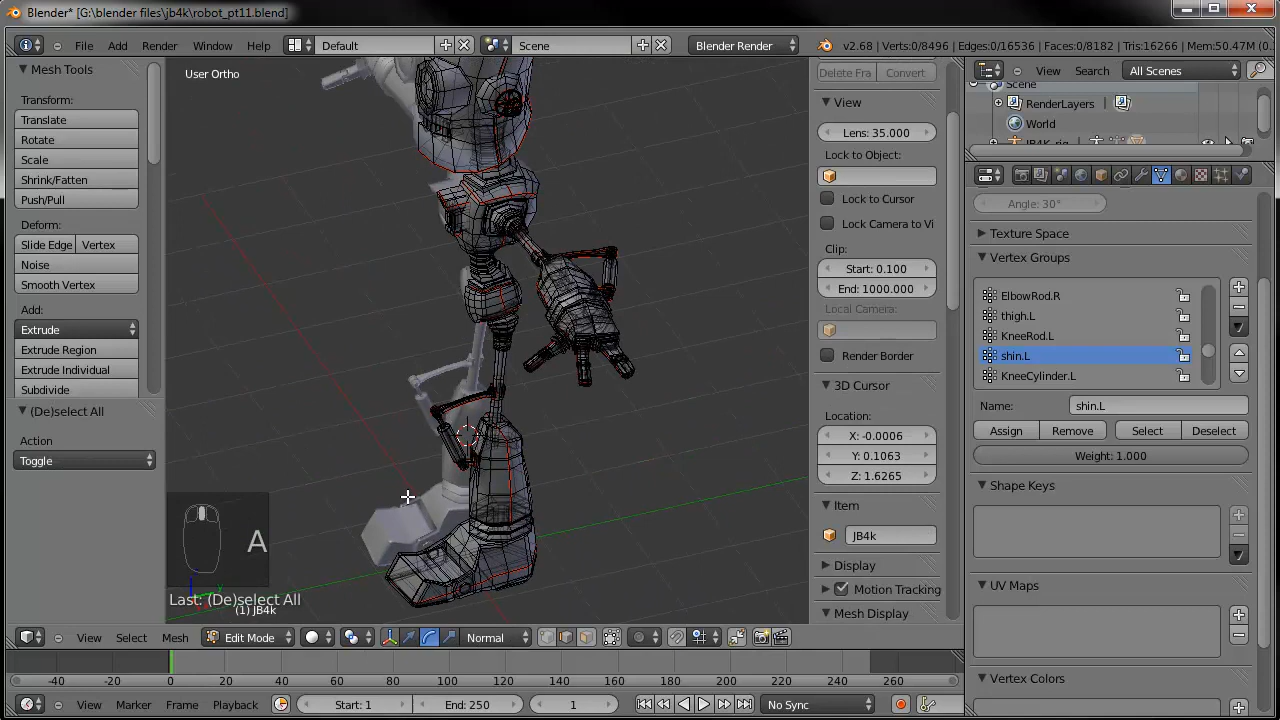 Blender* [G:\blender files\jb4k\robot_pt11.blend]
File Add Render Window Help Default Scene Blender Render v2.68 | Verts:0/8496 | Edges:0/16536 | Faces:0/8182 | Tris:16266 | Mem:50.47M (0..
Mesh Tools
Transform:
Translate
Rotate
Scale
Shrink/Fatten
Push/Pull
Deform:
Slide Edge Vertex
Noise
Smooth Vertex
Add:
Extrude
Extrude Region
Extrude Individual
Subdivide
(De)select All
Action
Toggle
User Ortho
A
Last: (De)select All
(1) JB4k
View Select Mesh Edit Mode Normal
Delete Fra Convert
View
Lens: 35.000
Lock to Object:
Lock to Cursor
Lock Camera to Vi
Clip:
Start: 0.100
End: 1000.000
Local Camera:
Render Border
3D Cursor
Location:
X: -0.0006
Y: 0.1063
Z: 1.6265
Item
JB4k
Display
Motion Tracking
Mesh Display
View Search All Scenes
Scene
RenderLayers |
World
JB4K_rig
Angle: 30°
Texture Space
Vertex Groups
ElbowRod.R
thigh.L
KneeRod.L
shin.L
KneeCylinder.L
Name: shin.L
Assign Remove Select Deselect
Weight: 1.000
Shape Keys
UV Maps
Vertex Colors
-40 -20 0 20 40 60 80 100 120 140 160 180 200 220 240 260
View Marker Frame Playback Start: 1 End: 250 1 No Sync